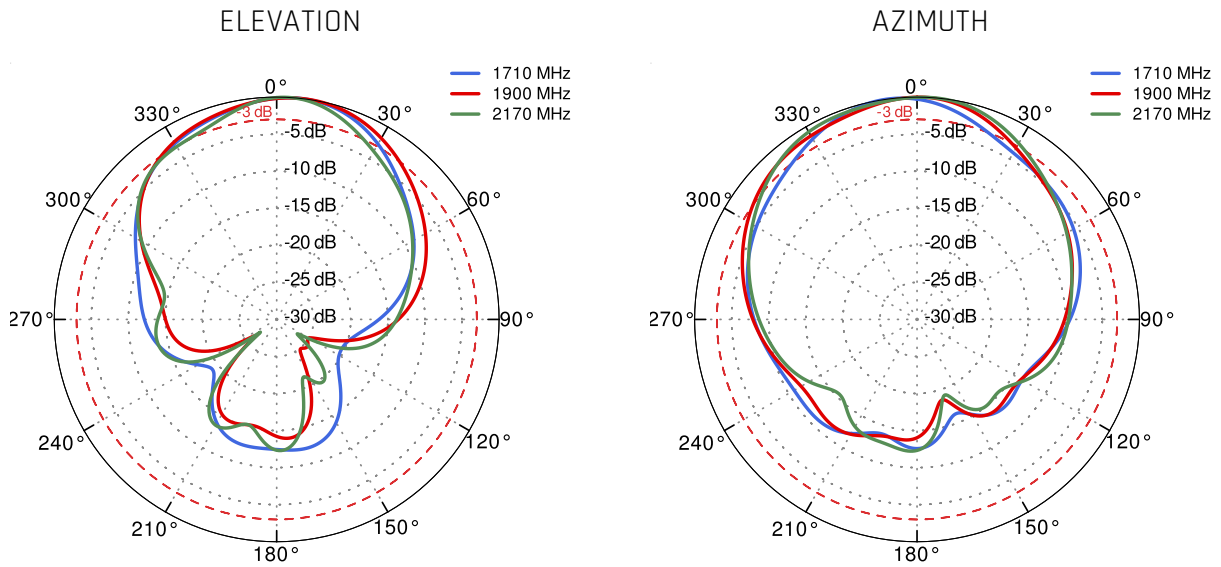 ELEVATION
1710 MHz
1900 MHz
2170 MHz
0°
330°
-3 dB
30°
-5 dB
-10 dB
300°
60°
-15 dB
-20 dB
-25 dB
270°
-30 dB
90°
240°
120°
210°
150°
180°
AZIMUTH
1710 MHz
1900 MHz
2170 MHz
0°
330°
-3 dB
30°
-5 dB
-10 dB
300°
60°
-15 dB
-20 dB
-25 dB
270°
-30 dB
90°
240°
120°
210°
150°
180°